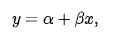 y = α + βx,